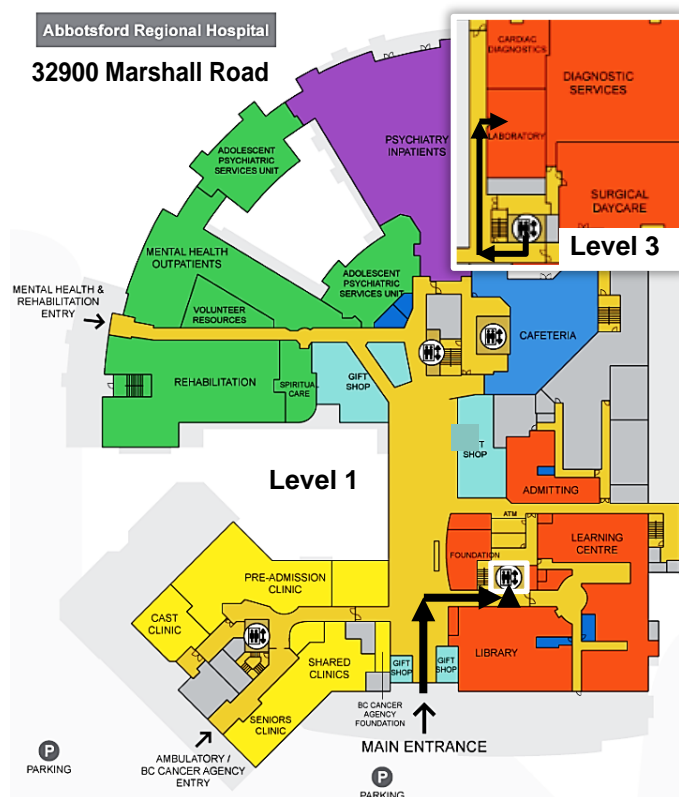 Abbotsford Regional Hospital
32900 Marshall Road
CARDIAC
DIAGNOSTICS
DIAGNOSTIC
SERVICES
LABORATORY
SURGICAL
DAYCARE
Level 3
PSYCHIATRY
INPATIENTS
ADOLESCENT
PSYCHIATRIC
SERVICES UNIT
MENTAL HEALTH
OUTPATIENTS
ADOLESCENT
PSYCHIATRIC
SERVICES UNIT
MENTAL HEALTH &
REHABILITATION
ENTRY
VOLUNTEER
RESOURCES
CAFETERIA
REHABILITATION
SPIRITUAL
CARE
GIFT
SHOP
T
SHOP
Level 1
ADMITTING
ATM
FOUNDATION
LEARNING
CENTRE
PRE-ADMISSION
CLINIC
CAST
CLINIC
SHARED
CLINICS
GIFT
SHOP
GIFT
SHOP
LIBRARY
SENIORS
CLINIC
BC CANCER
AGENCY
FOUNDATION
MAIN ENTRANCE
AMBULATORY /
BC CANCER AGENCY
ENTRY
P
PARKING
P
PARKING